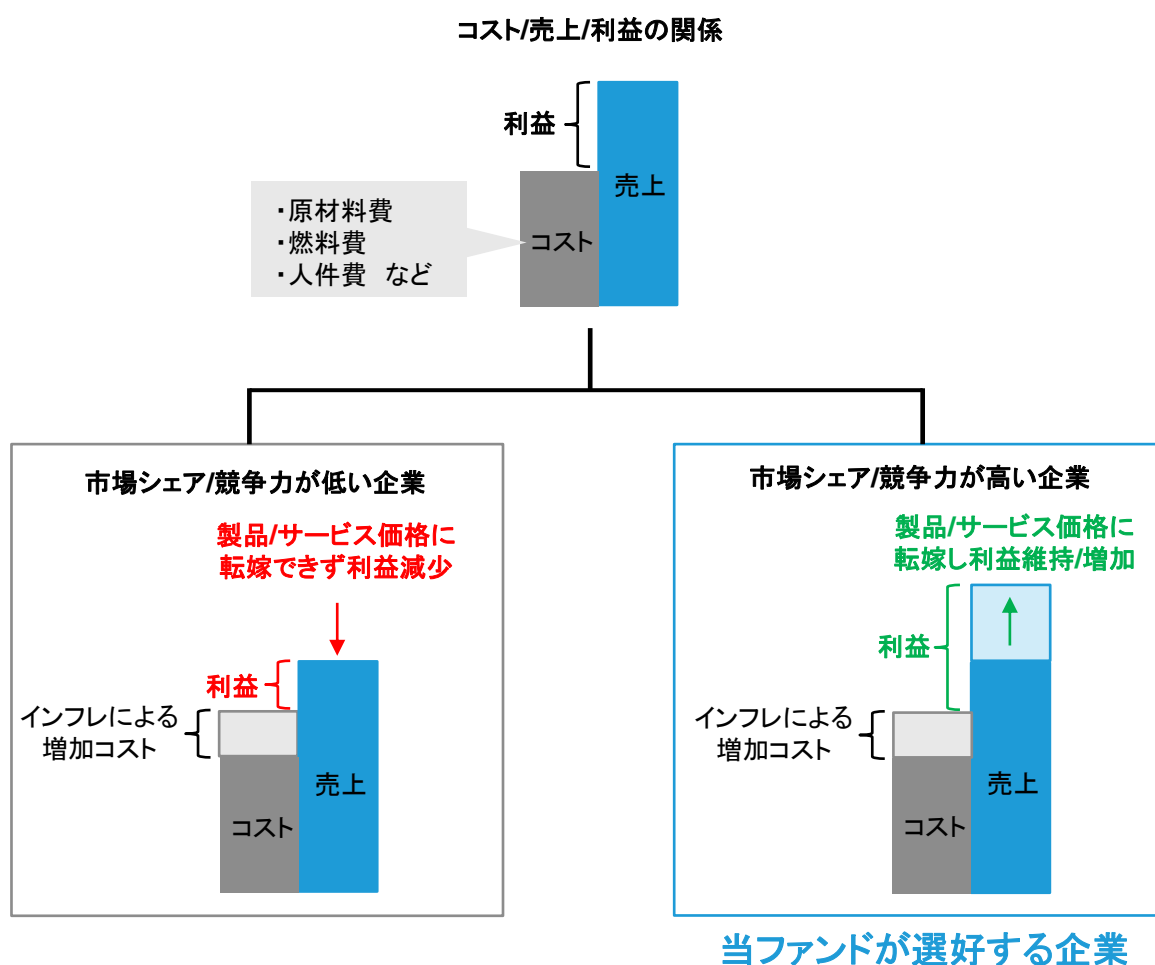 コスト/売上/利益の関係
利益
売上
コスト
・原材料費
・燃料費
・人件費　など
市場シェア/競争力が低い企業
製品/サービス価格に
転嫁できず利益減少
利益
インフレによる
増加コスト
売上
コスト
市場シェア/競争力が高い企業
製品/サービス価格に
転嫁し利益維持/増加
利益
インフレによる
増加コスト
売上
コスト
当ファンドが選好する企業